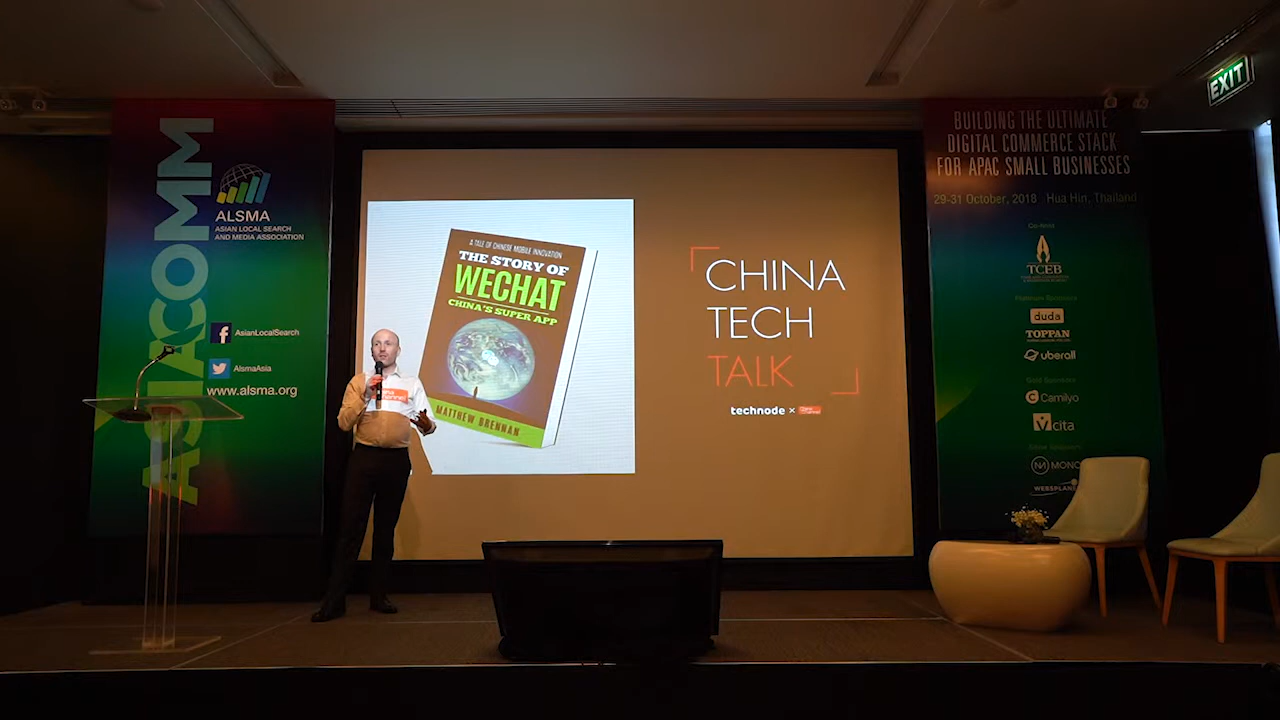 ASIACOMM
ALSMA
ASIAN LOCAL SEARCH
AND MEDIA ASSOCIATION
AsianLocalSearch
AlsmaAsia
www.alsma.org
A TALE OF CHINESE MOBILE INNOVATION
THE STORY OF
WECHAT
CHINA'S SUPER APP
MATTHEW BRENNAN
CHINA
TECH
TALK
technode x
BUILDING THE ULTIMATE
DIGITAL COMMERCE STACK
FOR APAC SMALL BUSINESSES
29-31 October, 2018 Hua Hin, Thailand
TCEB
duda
TOPPAN
uberall
Camilyo
vcita
EXIT